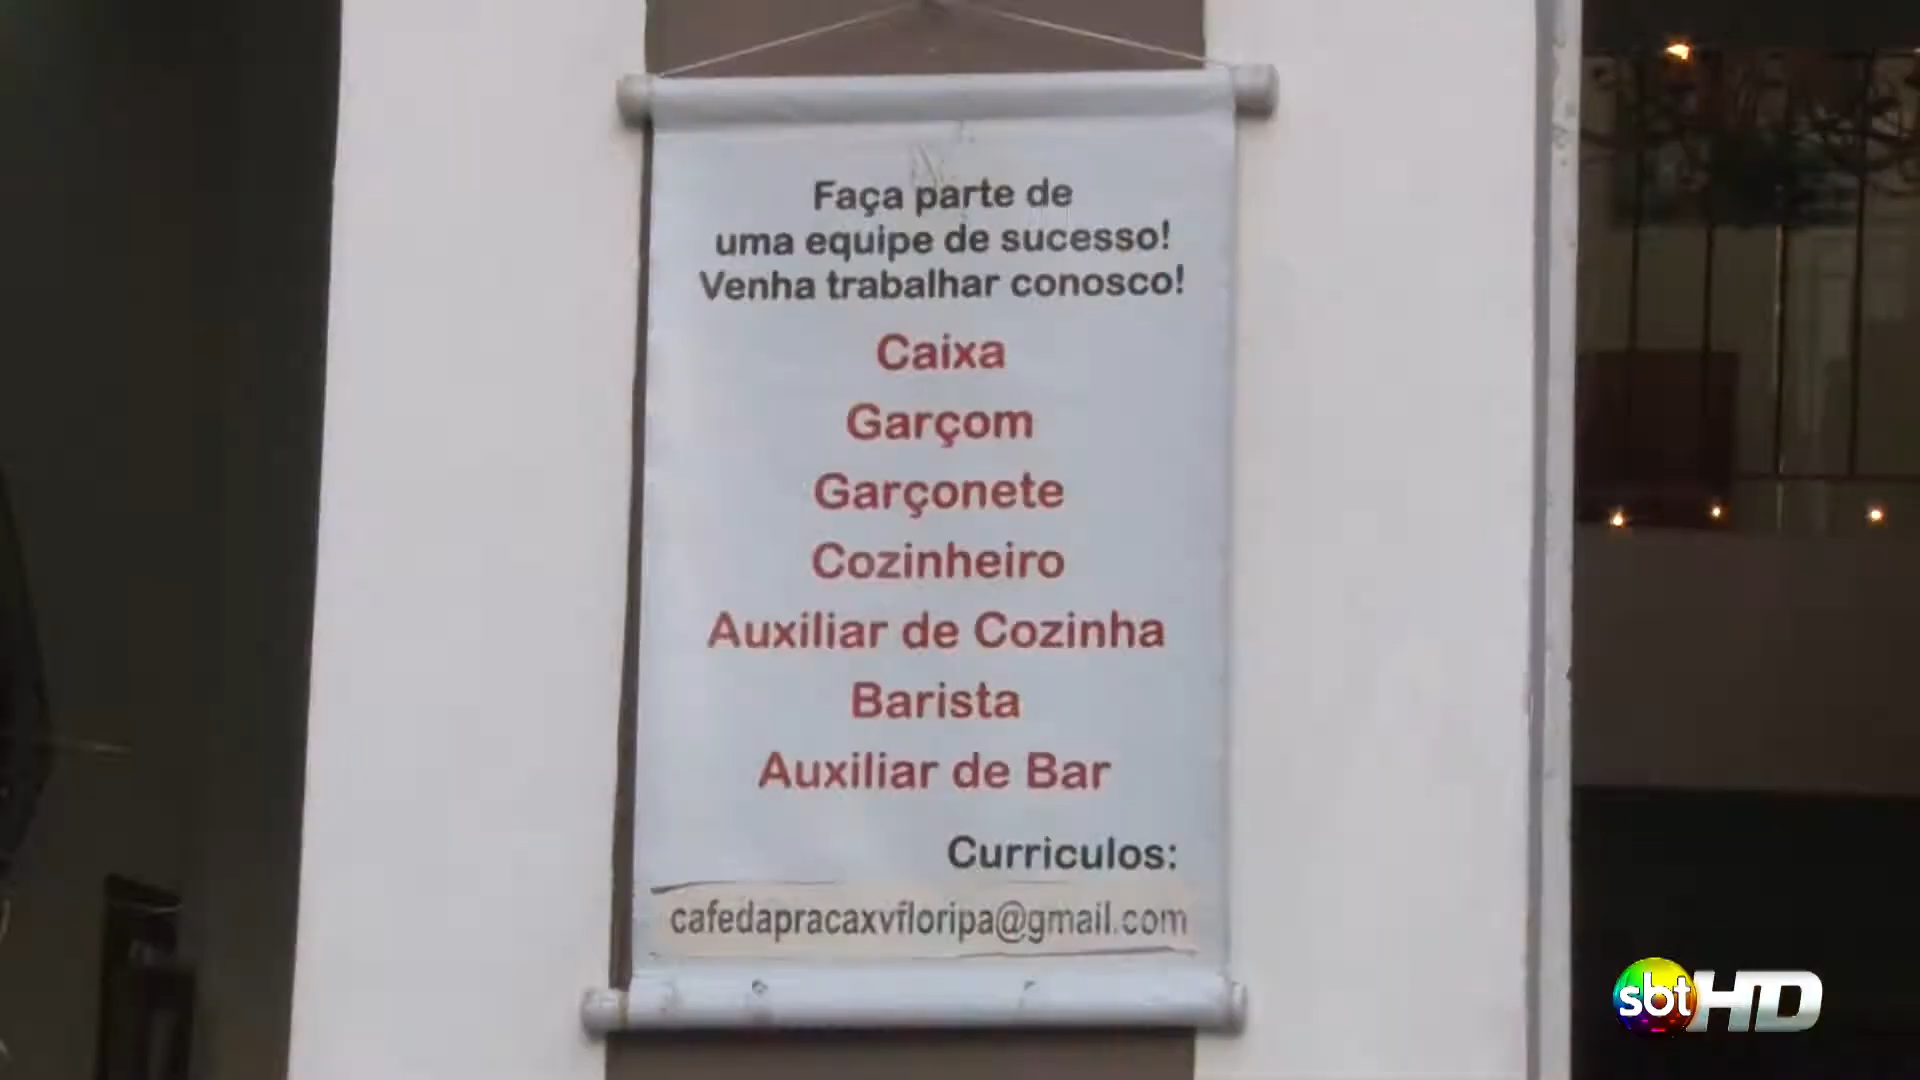 Faça parte de
uma equipe de sucesso!
Venha trabalhar conosco!
Caixa
Garçom
Garçonete
Cozinheiro
Auxiliar de Cozinha
Barista
Auxiliar de Bar
Curriculos:
cafedapracaxvfloripa@gmail.com
sbt HD